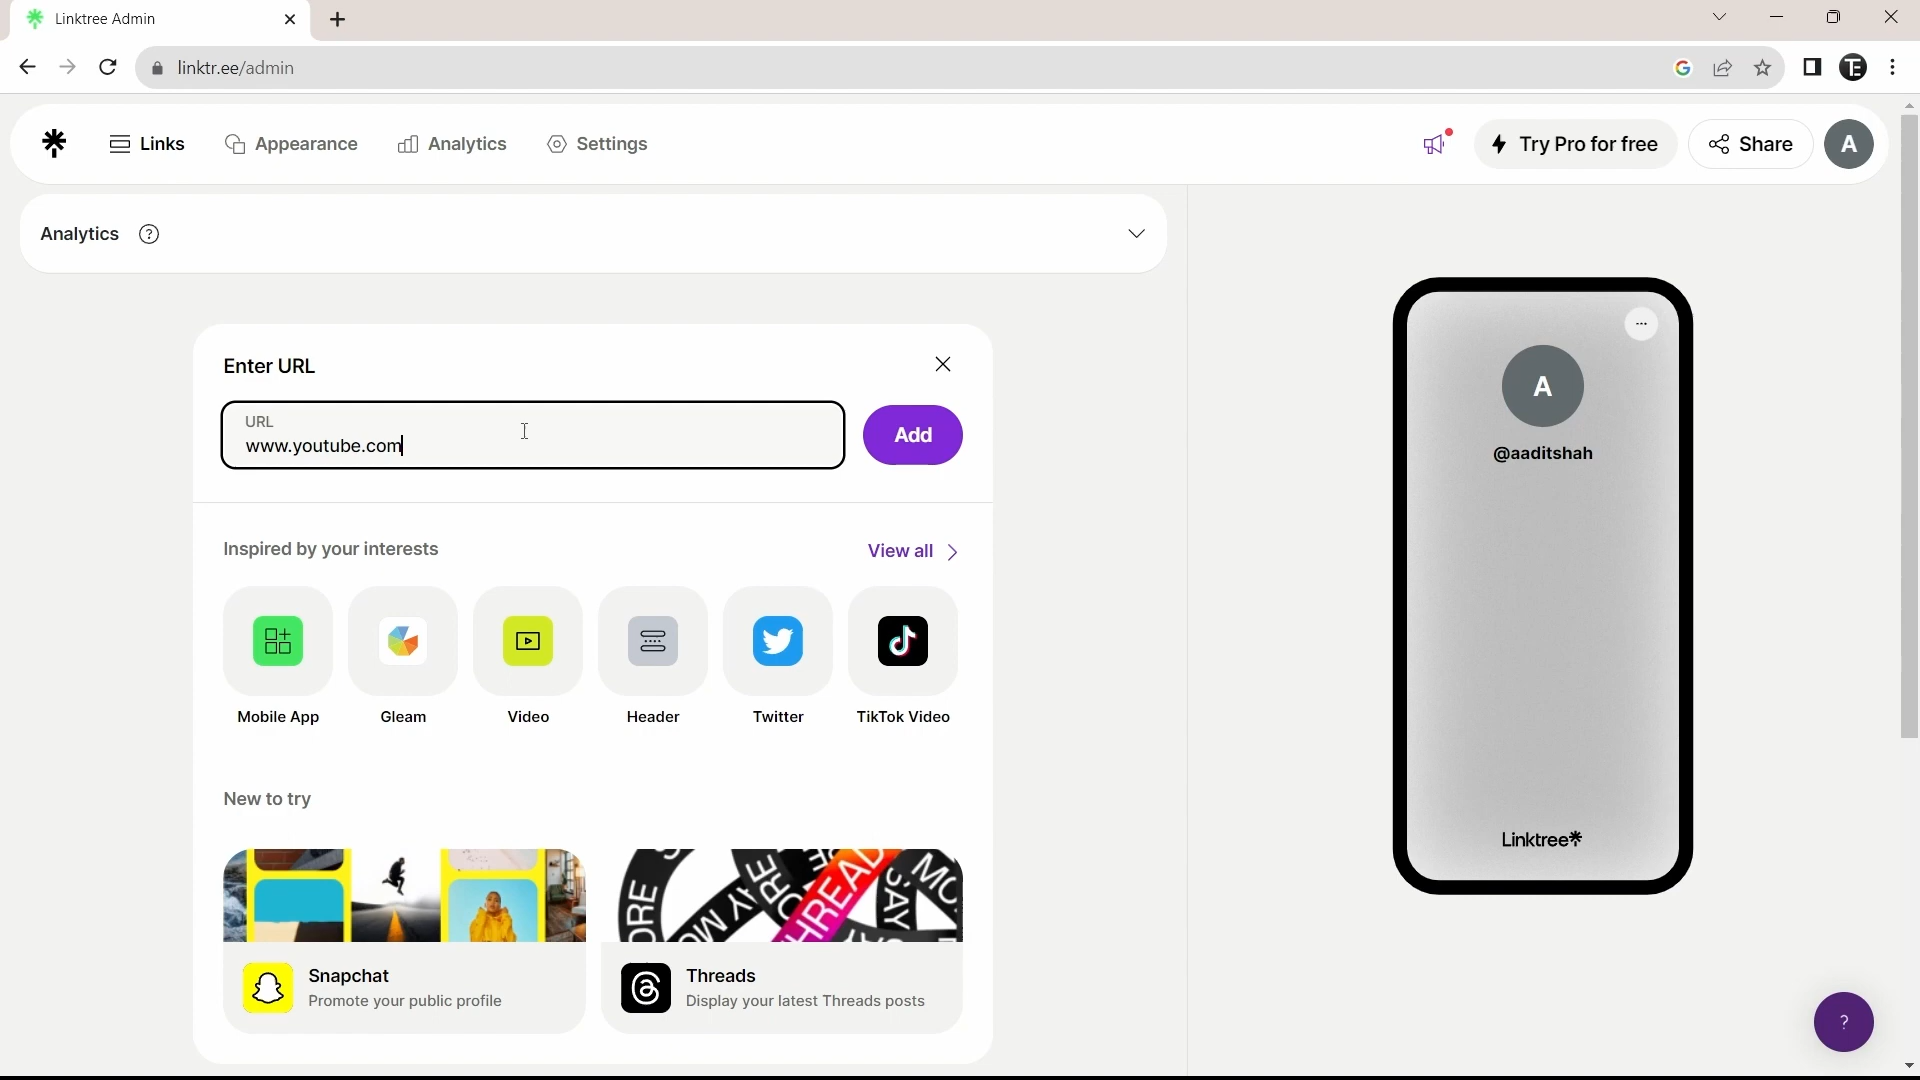 Linktree Admin
linktr.ee/admin
Links
Appearance
Analytics
Settings
Try Pro for free
Share
A
Analytics ?
Enter URL
URL
www.youtube.com
Add
Inspired by your interests
View all
Mobile App
Gleam
Video
Header
Twitter
TikTok Video
New to try
Snapchat
Promote your public profile
Threads
Display your latest Threads posts
A
@aaditshah
Linktree
?